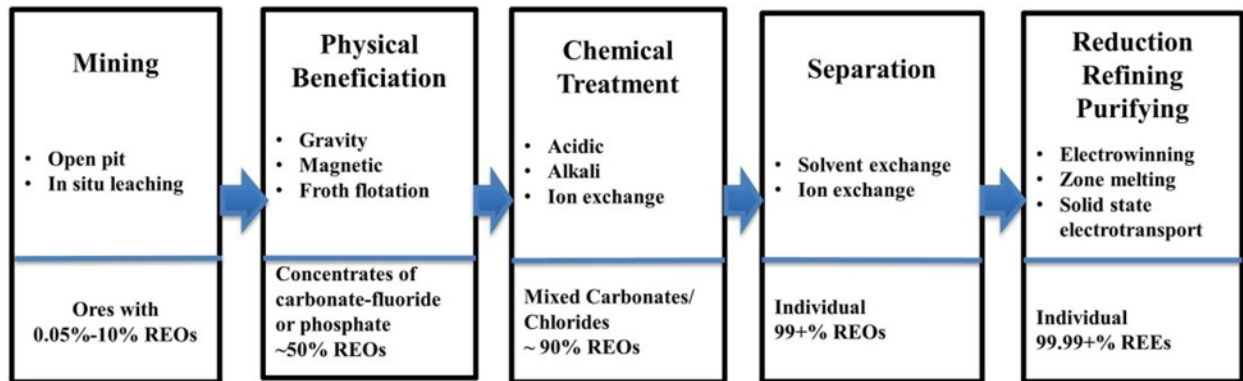 Mining
• Open pit
• In situ leaching
Ores with
0.05%-10% REOs
Physical
Beneficiation
• Gravity
• Magnetic
• Froth flotation
Concentrates of
carbonate-fluoride
or phosphate
~50% REOs
Chemical
Treatment
• Acidic
• Alkali
• Ion exchange
Mixed Carbonates/
Chlorides
~ 90% REOs
Separation
• Solvent exchange
• Ion exchange
Individual
99+% REOs
Reduction
Refining
Purifying
• Electrowinning
• Zone melting
• Solid state
electrotransport
Individual
99.99+% REEs